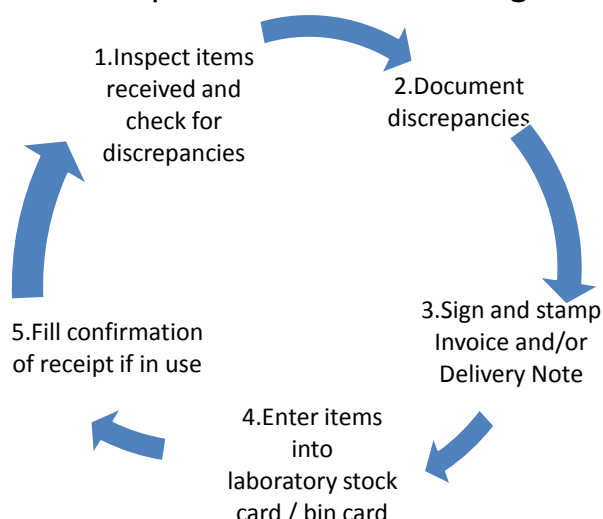 1.Inspect items
received and
check for
discrepancies
2.Document
discrepancies
3.Sign and stamp
Invoice and/or
Delivery Note
4.Enter items
into
laboratory stock
card / bin card
5.Fill confirmation
of receipt if in use